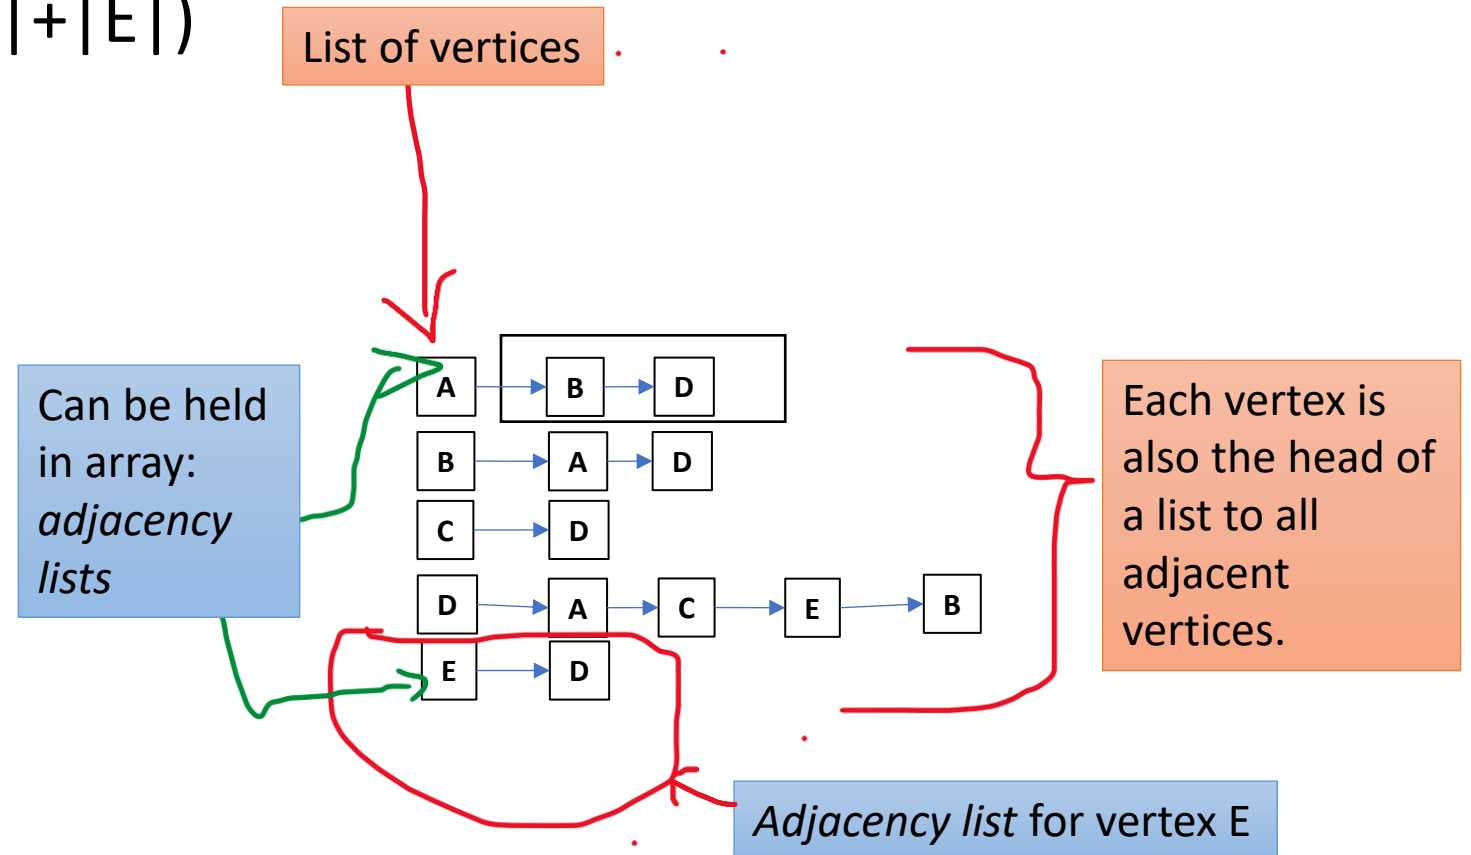 |+|E|)
List of vertices
A B D
B A D
C D
D A C E B
E D
Can be held
in array:
adjacency
lists
Each vertex is
also the head of
a list to all
adjacent
vertices.
Adjacency list for vertex E